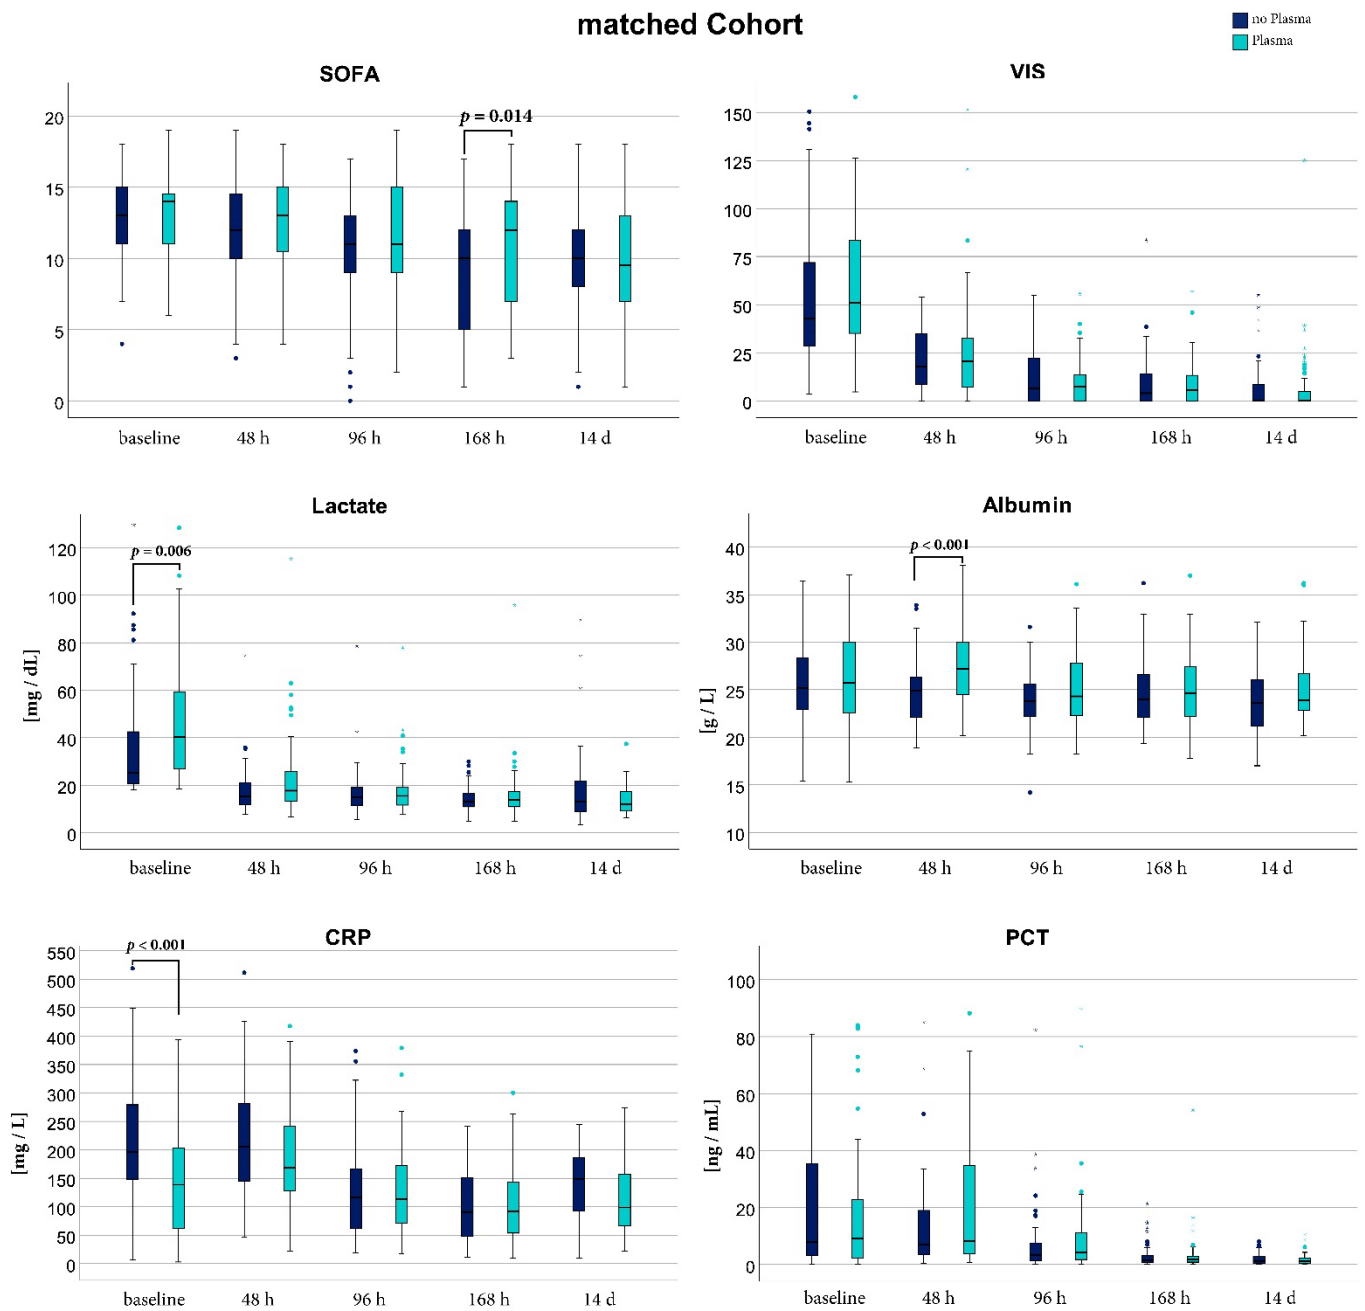 matched Cohort
no Plasma
Plasma
SOFA
20
15
10
5
0
p = 0.014
baseline 48 h 96 h 168 h 14 d
VIS
150
125
100
75
50
25
0
baseline 48 h 96 h 168 h 14 d
Lactate
[mg / dL]
120
100
80
60
40
20
0
p = 0.006
baseline 48 h 96 h 168 h 14 d
Albumin
[g / L]
40
35
30
25
20
15
10
p < 0.001
baseline 48 h 96 h 168 h 14 d
CRP
[mg / L]
550
500
450
400
350
300
250
200
150
100
50
0
p < 0.001
baseline 48 h 96 h 168 h 14 d
PCT
[ng / mL]
100
80
60
40
20
0
baseline 48 h 96 h 168 h 14 d